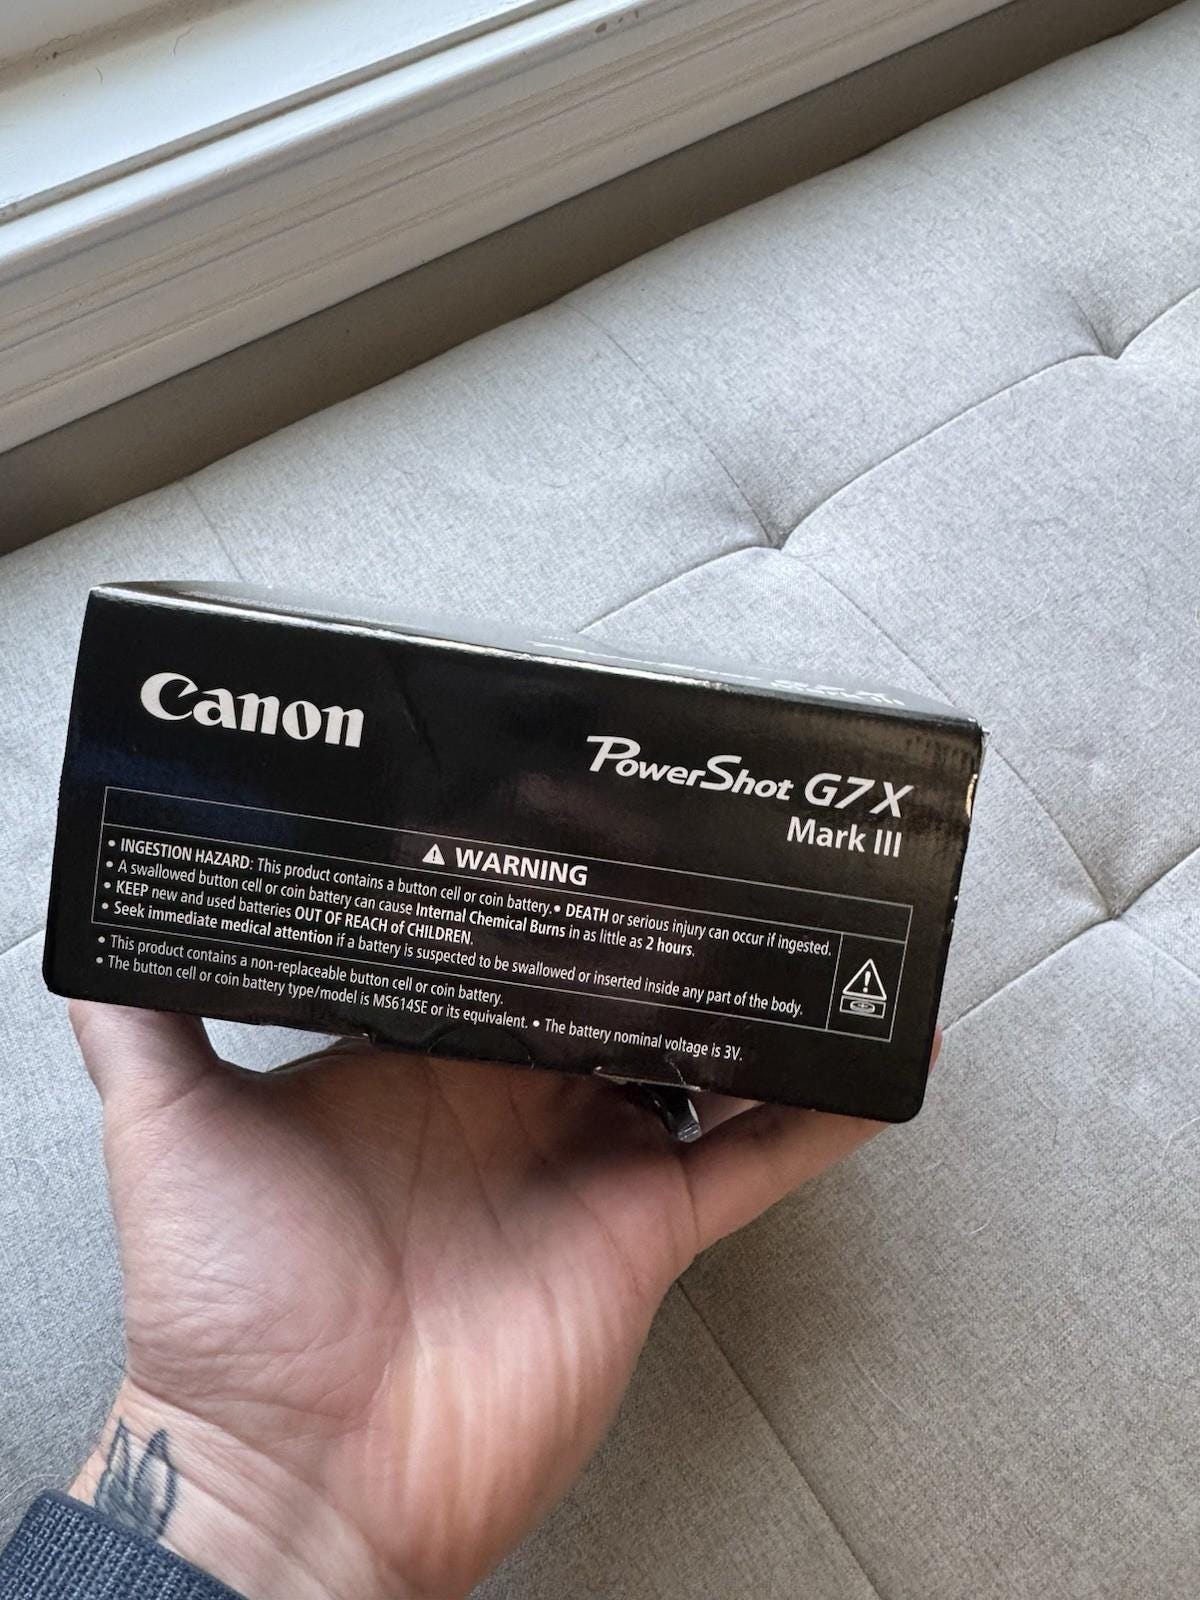 Canon
PowerShot G7 X
Mark III
WARNING
• INGESTION HAZARD: This product contains a button cell or coin battery. • DEATH or serious injury can occur if ingested.
• A swallowed button cell or coin battery can cause Internal Chemical Burns in as little as 2 hours.
• KEEP new and used batteries OUT OF REACH of CHILDREN.
• Seek immediate medical attention if a battery is suspected to be swallowed or inserted inside any part of the body.
• This product contains a non-replaceable button cell or coin battery.
• The button cell or coin battery type/model is MS614SE or its equivalent. • The battery nominal voltage is 3V.